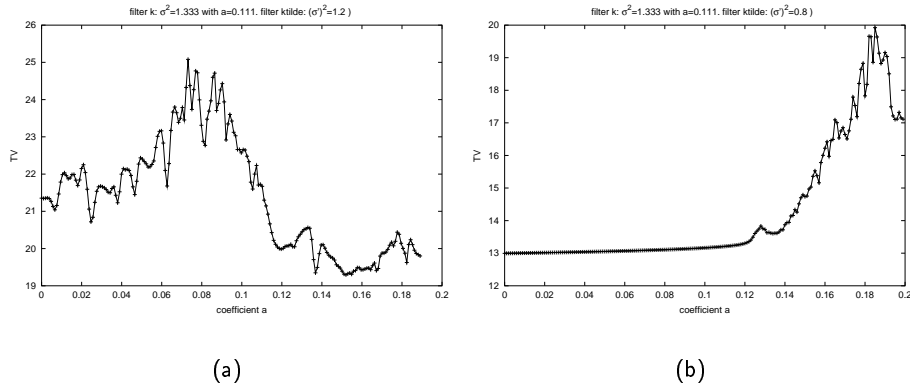 filter k: σ²=1.333 with a=0.111. filter ktilde: (σ')²=1.2 )
26
25
24
23
22
21
20
19
TV
0 0.02 0.04 0.06 0.08 0.1 0.12 0.14 0.16 0.18 0.2
coefficient a
(a)
filter k: σ²=1.333 with a=0.111. filter ktilde: (σ')²=0.8 )
20
19
18
17
16
15
14
13
12
TV
0 0.02 0.04 0.06 0.08 0.1 0.12 0.14 0.16 0.18 0.2
coefficient a
(b)